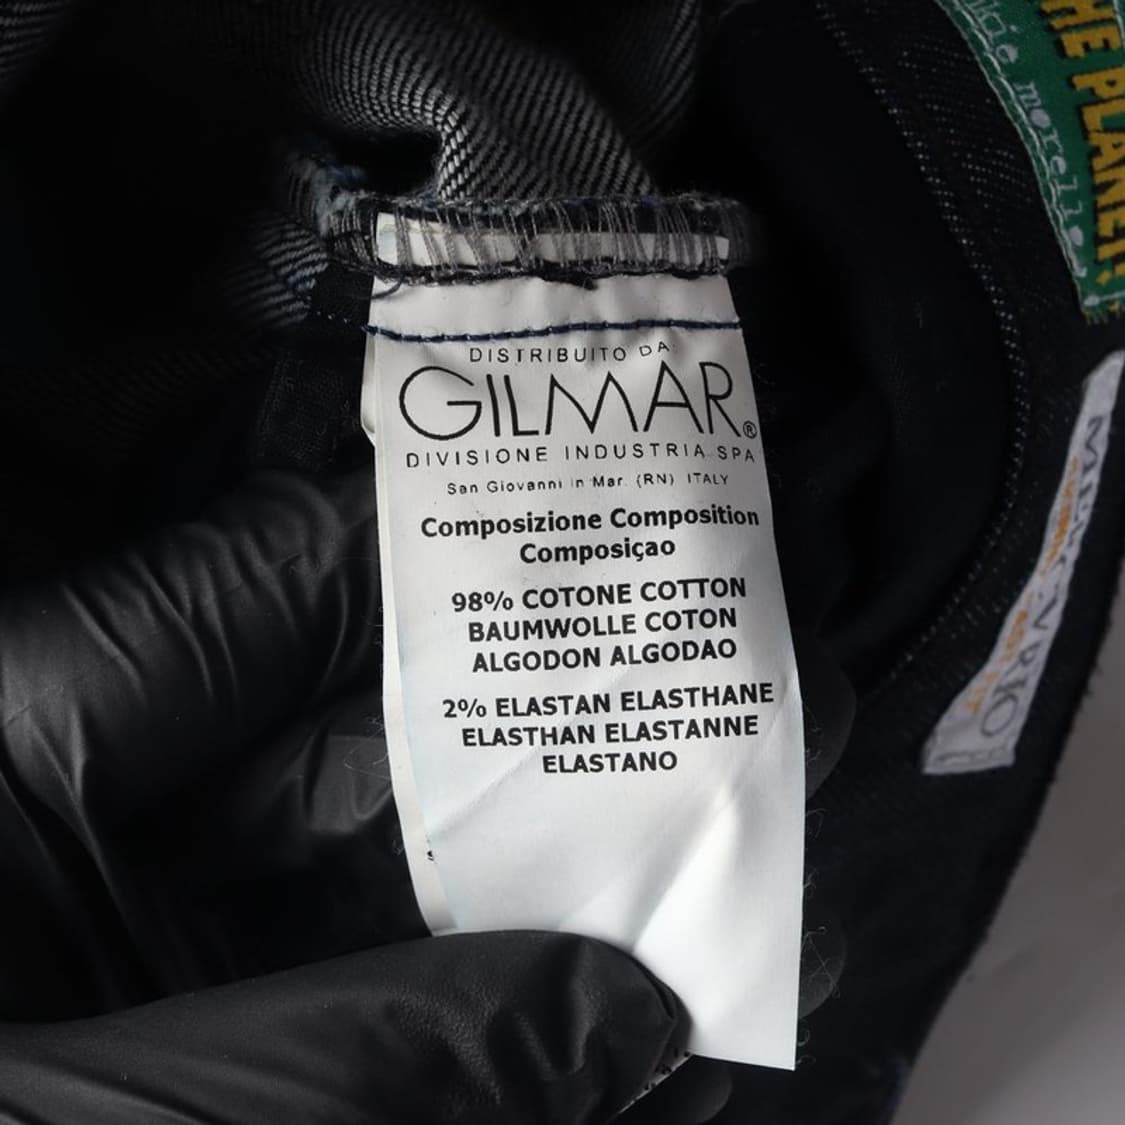 DISTRIBUITO DA:
GILMAR®
DIVISIONE INDUSTRIA SPA
San Giovanni in Mar. (RN) ITALY
Composizione Composition
Composiçao
98% COTONE COTTON
BAUMWOLLE COTON
ALGODON ALGODAO
2% ELASTAN ELASTHANE
ELASTHAN ELASTANNE
ELASTANO
HE PLANET
morello